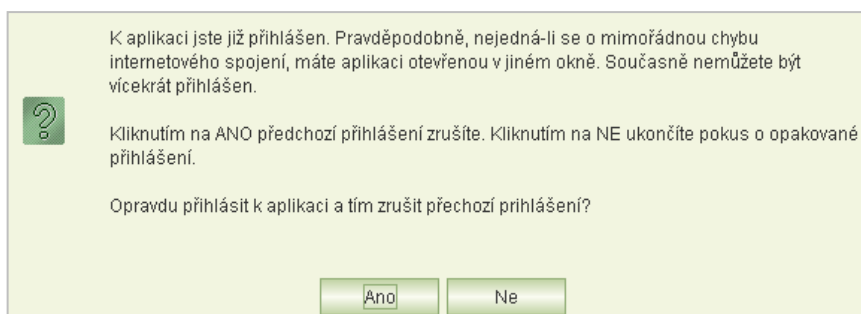 K aplikaci jste již přihlášen. Pravděpodobně, nejedná-li se o mimořádnou chybu
internetového spojení, máte aplikaci otevřenou v jiném okně. Současně nemůžete být
vícekrát přihlášen.
Kliknutím na ANO předchozí přihlášení zrušíte. Kliknutím na NE ukončíte pokus o opakované
přihlášení.
Opravdu přihlásit k aplikaci a tím zrušit přechozí prihlášení?
Ano
Ne